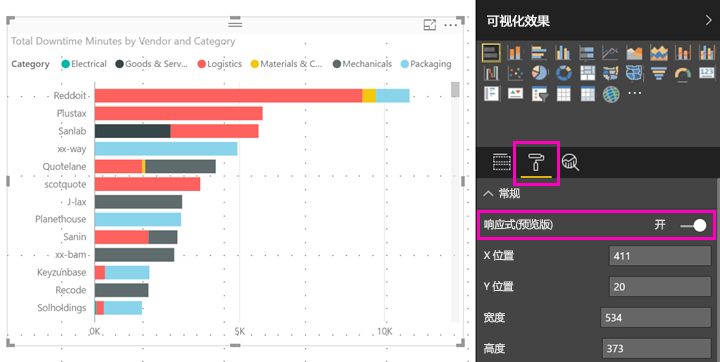 Total Downtime Minutes by Vendor and Category
Category Electrical Goods & Serv... Logistics Materials & C... Mechanicals Packaging
Reddoit
Plustax
Sanlab
xx-way
Quotelane
scotquote
J-lax
Planethouse
Sanin
xx-bam
Keyzunbase
Recode
Solholdings
0K 5K 10K
可视化效果
R
常规
响应式(预览版) 开
X 位置 411
Y 位置 20
宽度 534
高度 373